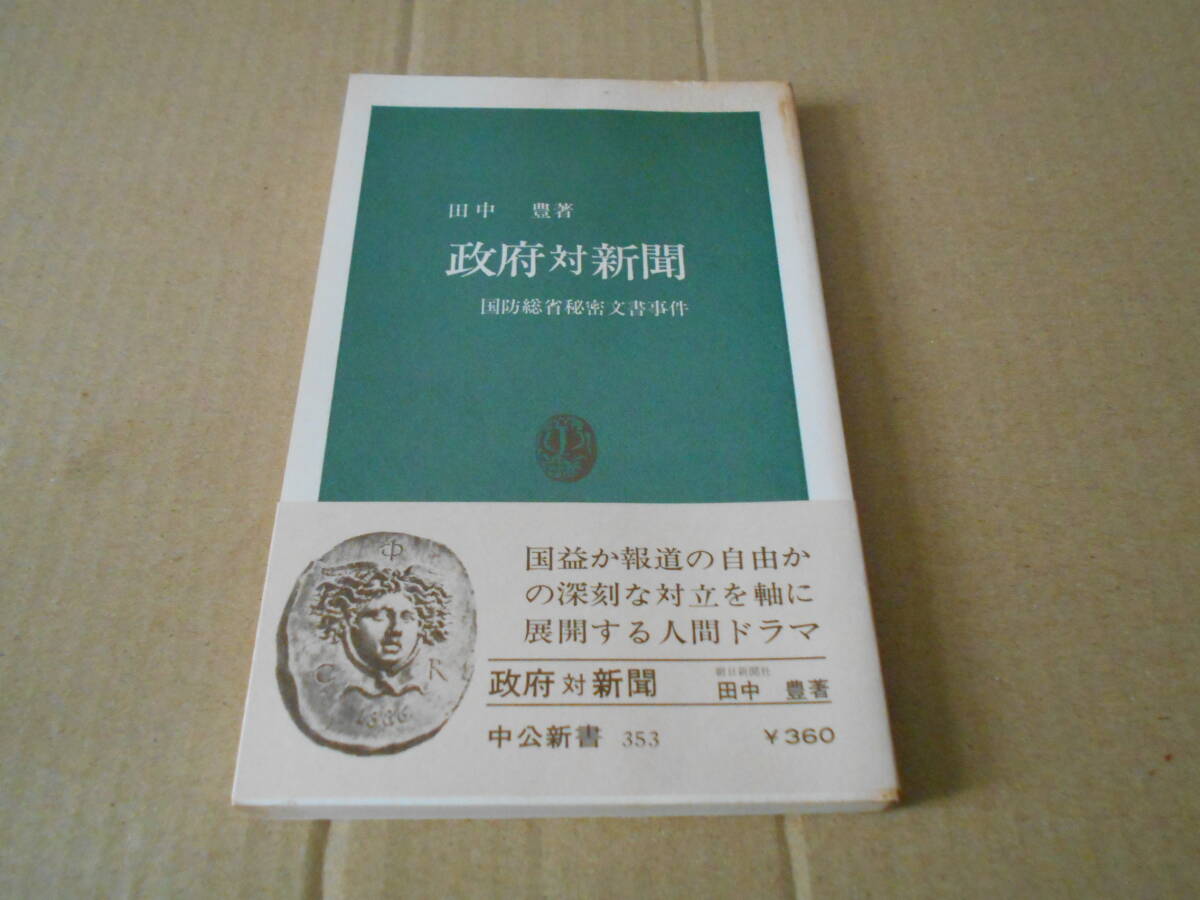 田中 豊著
政府対新聞
国防総省秘密文書事件
国益か報道の自由か
の深刻な対立を軸に
展開する人間ドラマ
政府対新聞
朝日新聞社
田中 豊著
中公新書 353
¥360
C R
1886